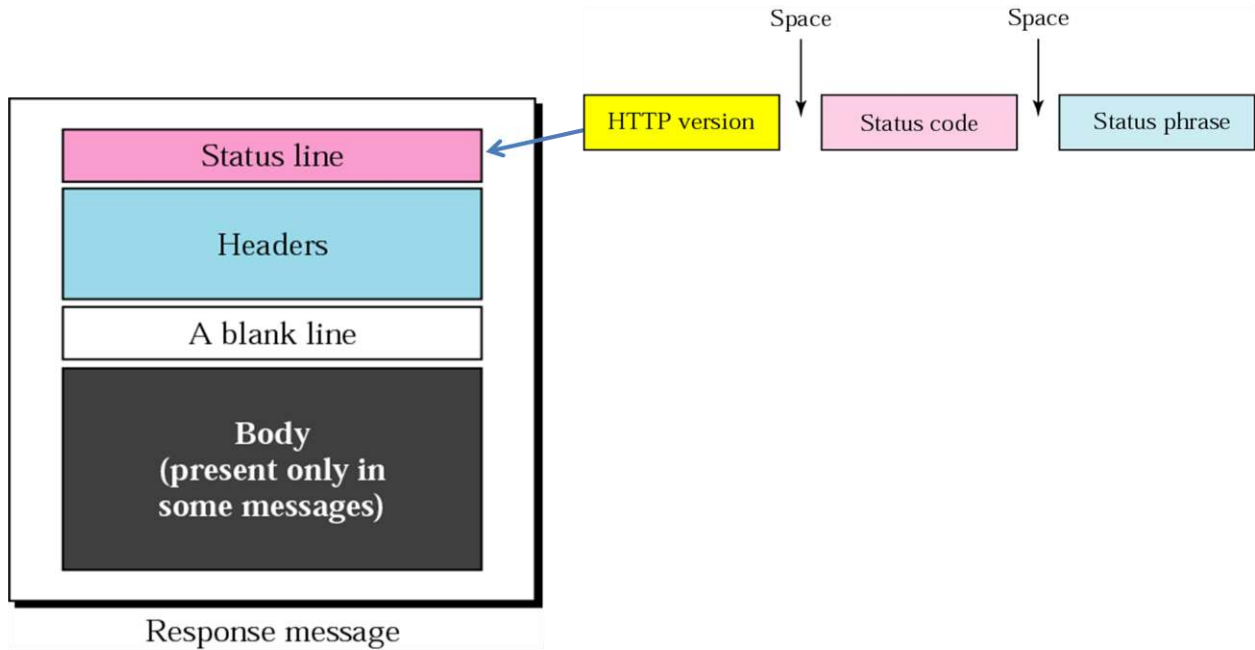 Space
Space
HTTP version
Status code
Status phrase
Status line
Headers
A blank line
Body
(present only in
some messages)
Response message